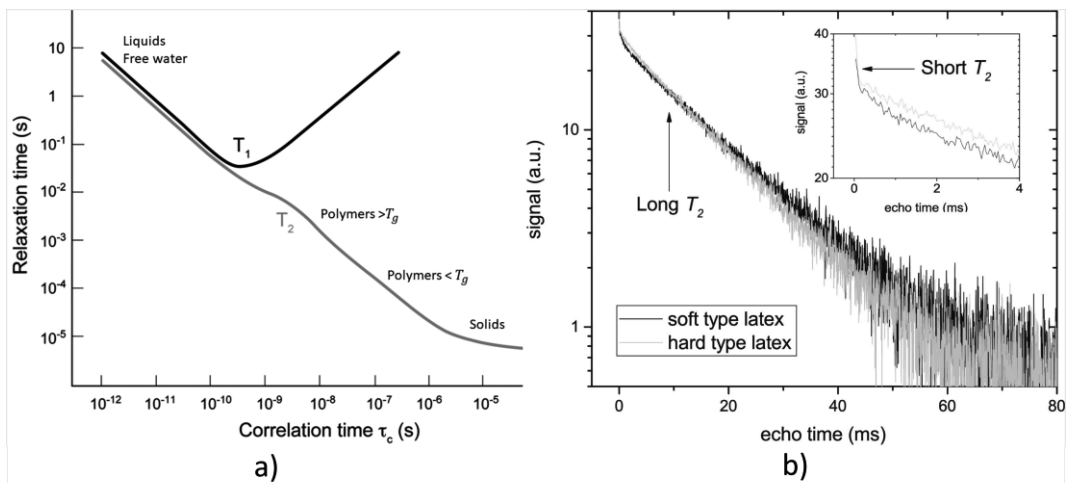 Relaxation time (s)
10
1
10⁻¹
10⁻²
10⁻³
10⁻⁴
10⁻⁵
Liquids
Free water
T₁
T₂
Polymers >Tg
Polymers < Tg
Solids
10⁻¹² 10⁻¹¹ 10⁻¹⁰ 10⁻⁹ 10⁻⁸ 10⁻⁷ 10⁻⁶ 10⁻⁵
Correlation time τc (s)
a)
signal (a.u.)
10
1
Long T₂
soft type latex
hard type latex
0 20 40 60 80
echo time (ms)
signal (a.u.)
40
30
20
Short T₂
0 2 4
echo time (ms)
b)